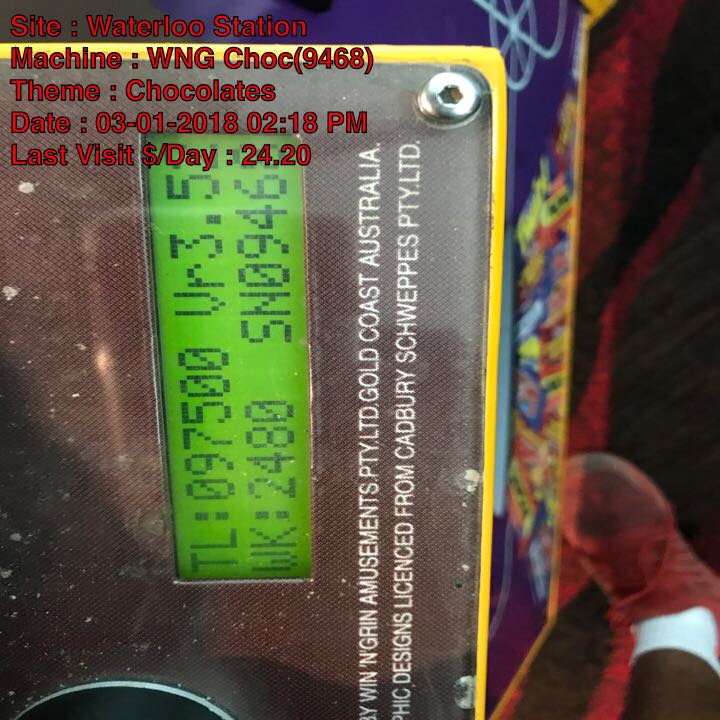 Site : Waterloo Station
Machine : WNG Choc(9468)
Theme : Chocolates
Date : 03-01-2018 02:18 PM
Last Visit $/Day : 24.20
TL:097500 Vr3.5
WK:2480 SN0946
BY WIN 'N'GRIN AMUSEMENTS PTY.LTD.GOLD COAST AUSTRALIA.
PHIC DESIGNS LICENCED FROM CADBURY SCHWEPPES PTY.LTD.